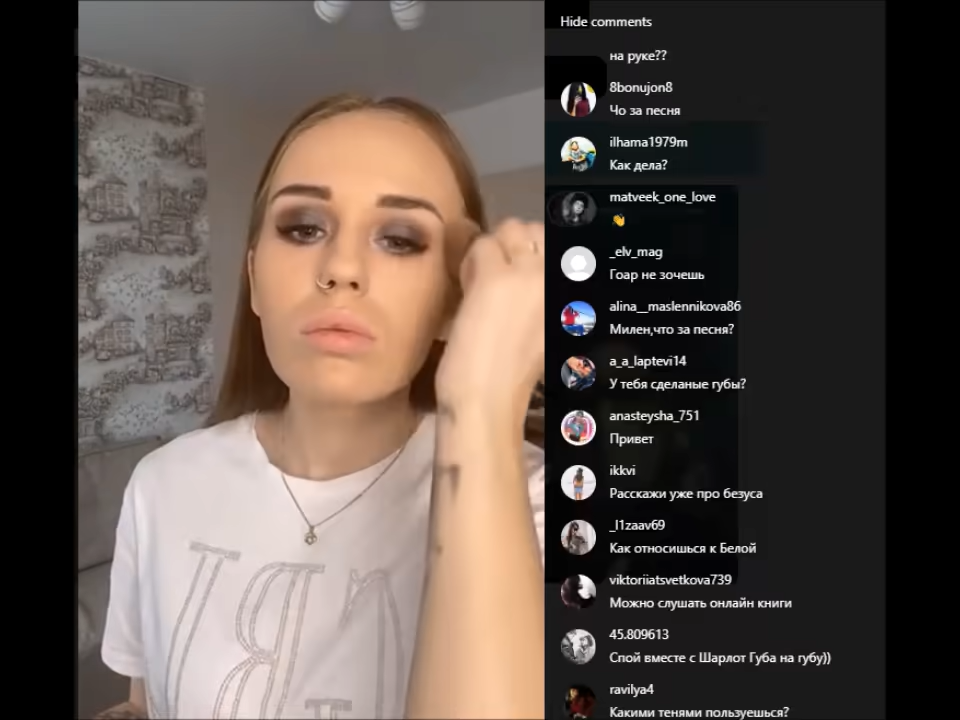 Hide comments
на руке??
8bonujon8
Чо за песня
ilhama1979m
Как дела?
matveek_one_love
_elv_mag
Гоар не зочешь
alina__maslennikova86
Милен,что за песня?
a_a_laptevi14
У тебя сделаные губы?
anasteysha_751
Привет
ikkvi
Расскажи уже про безуса
_l1zaav69
Как относишься к Белой
viktoriiatsvetkova739
Можно слушать онлайн книги
45.809613
Спой вместе с Шарлот Губа на губу))
ravilya4
Какими тенями пользуешься?